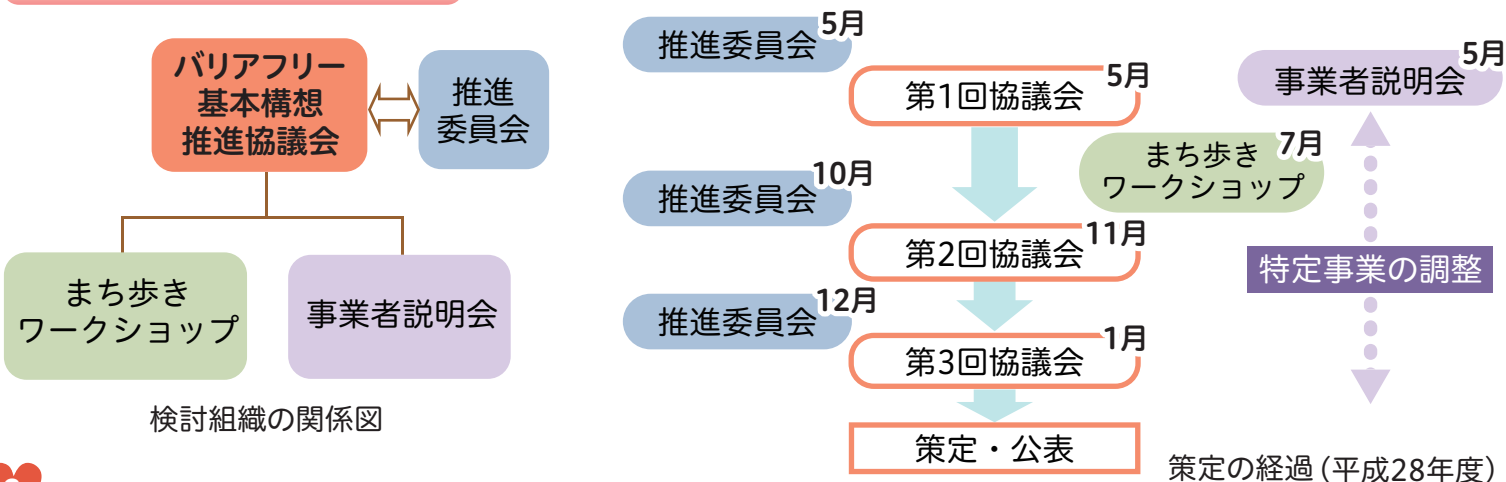 バリアフリー
基本構想
推進協議会
推進
委員会
まち歩き
ワークショップ
事業者説明会
検討組織の関係図
推進委員会
5月
第1回協議会
5月
事業者説明会
5月
まち歩き
ワークショップ
7月
推進委員会
10月
第2回協議会
11月
特定事業の調整
推進委員会
12月
第3回協議会
1月
策定・公表
策定の経過(平成28年度)